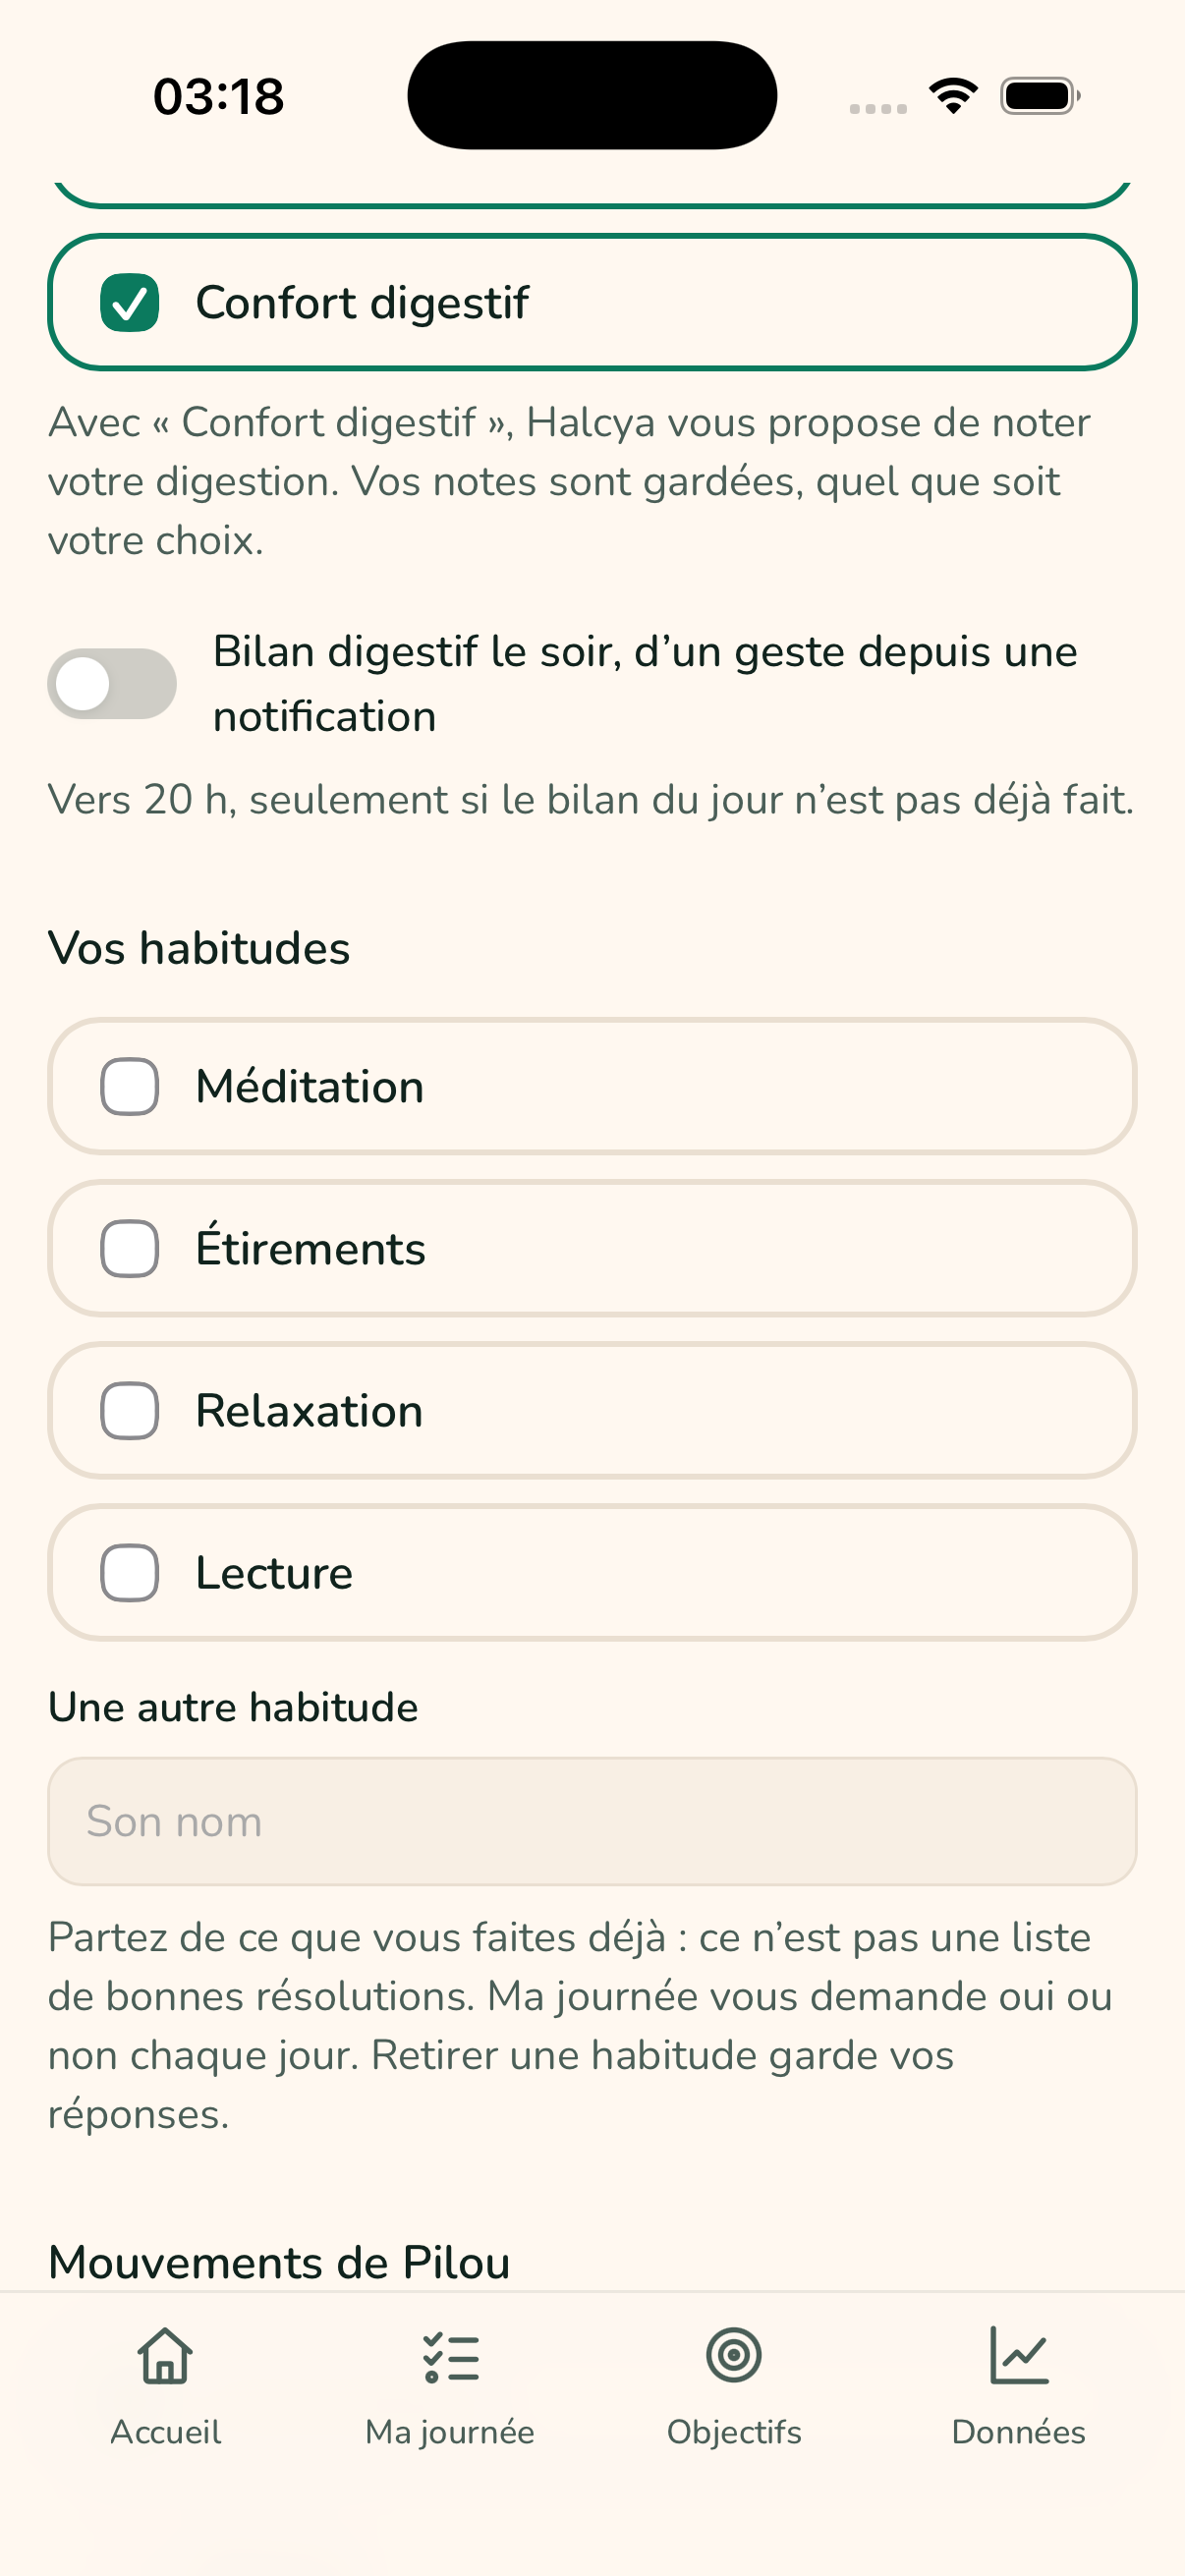 03:18
Confort digestif
Avec « Confort digestif », Halcya vous propose de noter
votre digestion. Vos notes sont gardées, quel que soit
votre choix.
Bilan digestif le soir, d’un geste depuis une
notification
Vers 20 h, seulement si le bilan du jour n’est pas déjà fait.
Vos habitudes
Méditation
Étirements
Relaxation
Lecture
Une autre habitude
Son nom
Partez de ce que vous faites déjà : ce n’est pas une liste
de bonnes résolutions. Ma journée vous demande oui ou
non chaque jour. Retirer une habitude garde vos
réponses.
Mouvements de Pilou
Accueil
Ma journée
Objectifs
Données